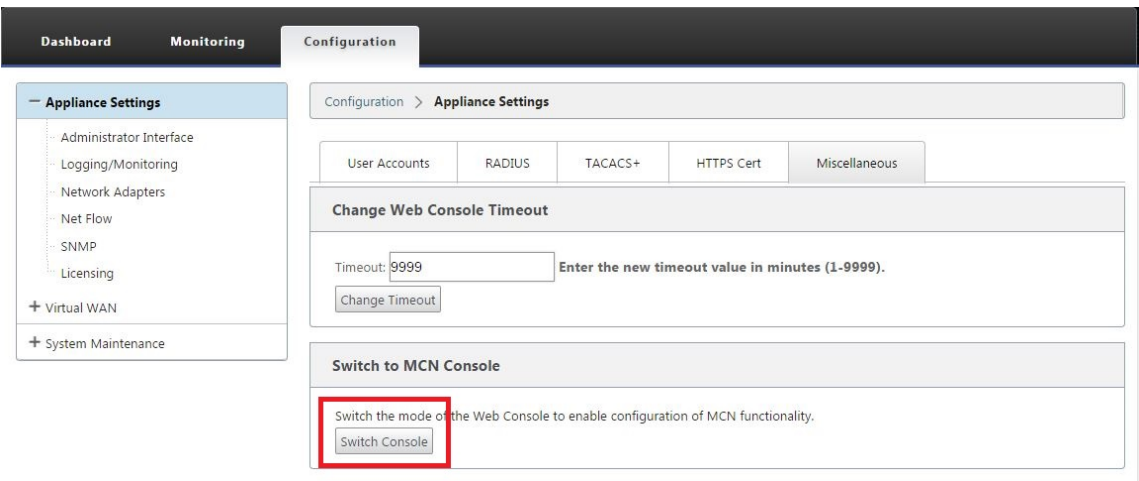 Dashboard Monitoring Configuration
Appliance Settings
Administrator Interface
Logging/Monitoring
Network Adapters
Net Flow
SNMP
Licensing
Virtual WAN
System Maintenance
Configuration > Appliance Settings
User Accounts RADIUS TACACS+ HTTPS Cert Miscellaneous
Change Web Console Timeout
Timeout: 9999 Enter the new timeout value in minutes (1-9999).
Change Timeout
Switch to MCN Console
Switch the mode of the Web Console to enable configuration of MCN functionality.
Switch Console